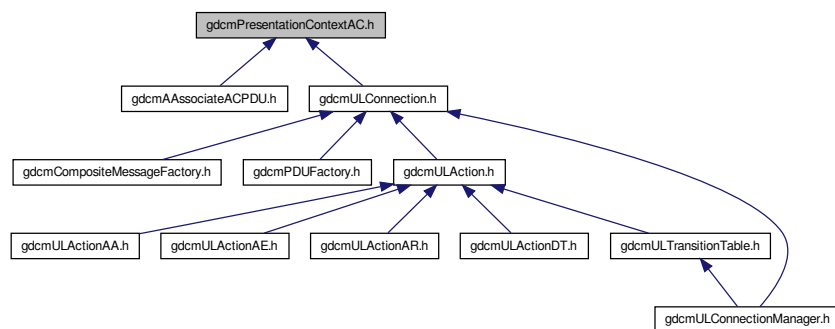 gdcmPresentationContextAC.h
gdcmAAssociateACPDU.h
gdcmULConnection.h
gdcmCompositeMessageFactory.h
gdcmPDUFactory.h
gdcmULAction.h
gdcmULActionAA.h
gdcmULActionAE.h
gdcmULActionAR.h
gdcmULActionDT.h
gdcmULTransitionTable.h
gdcmULConnectionManager.h